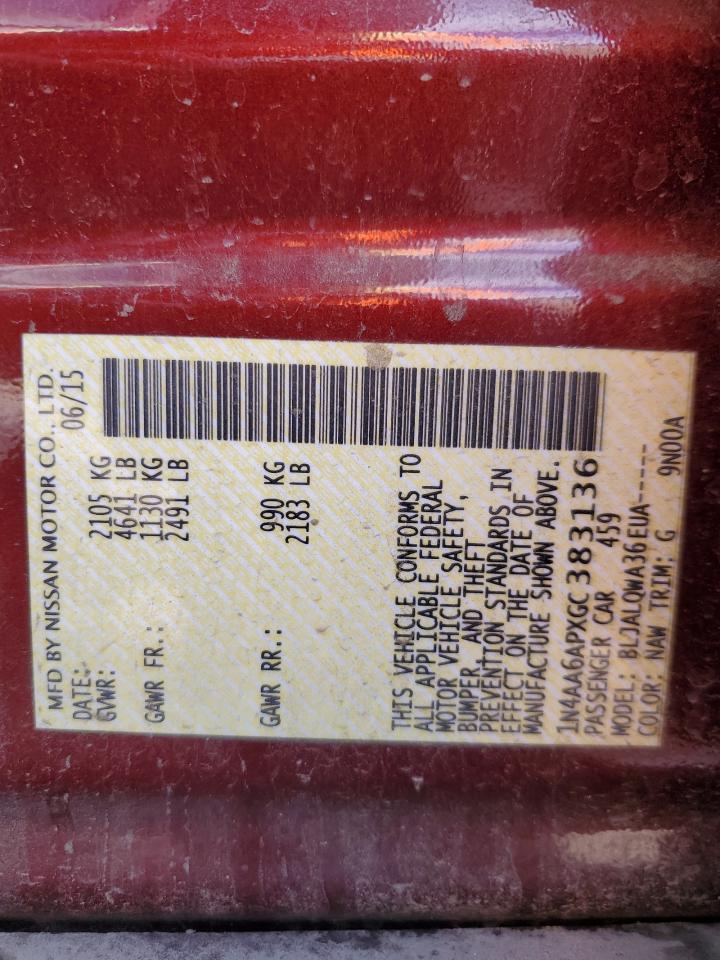 MFD BY NISSAN MOTOR CO., LTD.
DATE: 06/15
GVWR: 2105 KG
4641 LB
GAWR FR.: 1130 KG
2491 LB
GAWR RR.: 990 KG
2183 LB
THIS VEHICLE CONFORMS TO
ALL APPLICABLE FEDERAL
MOTOR VEHICLE SAFETY,
BUMPER, AND THEFT
PREVENTION STANDARDS IN
EFFECT ON THE DATE OF
MANUFACTURE SHOWN ABOVE.
1N4AA6APXGC383136
PASSENGER CAR 459
MODEL: BLJALQWA36EUA-----
COLOR: NAW TRIM: G 9N00A